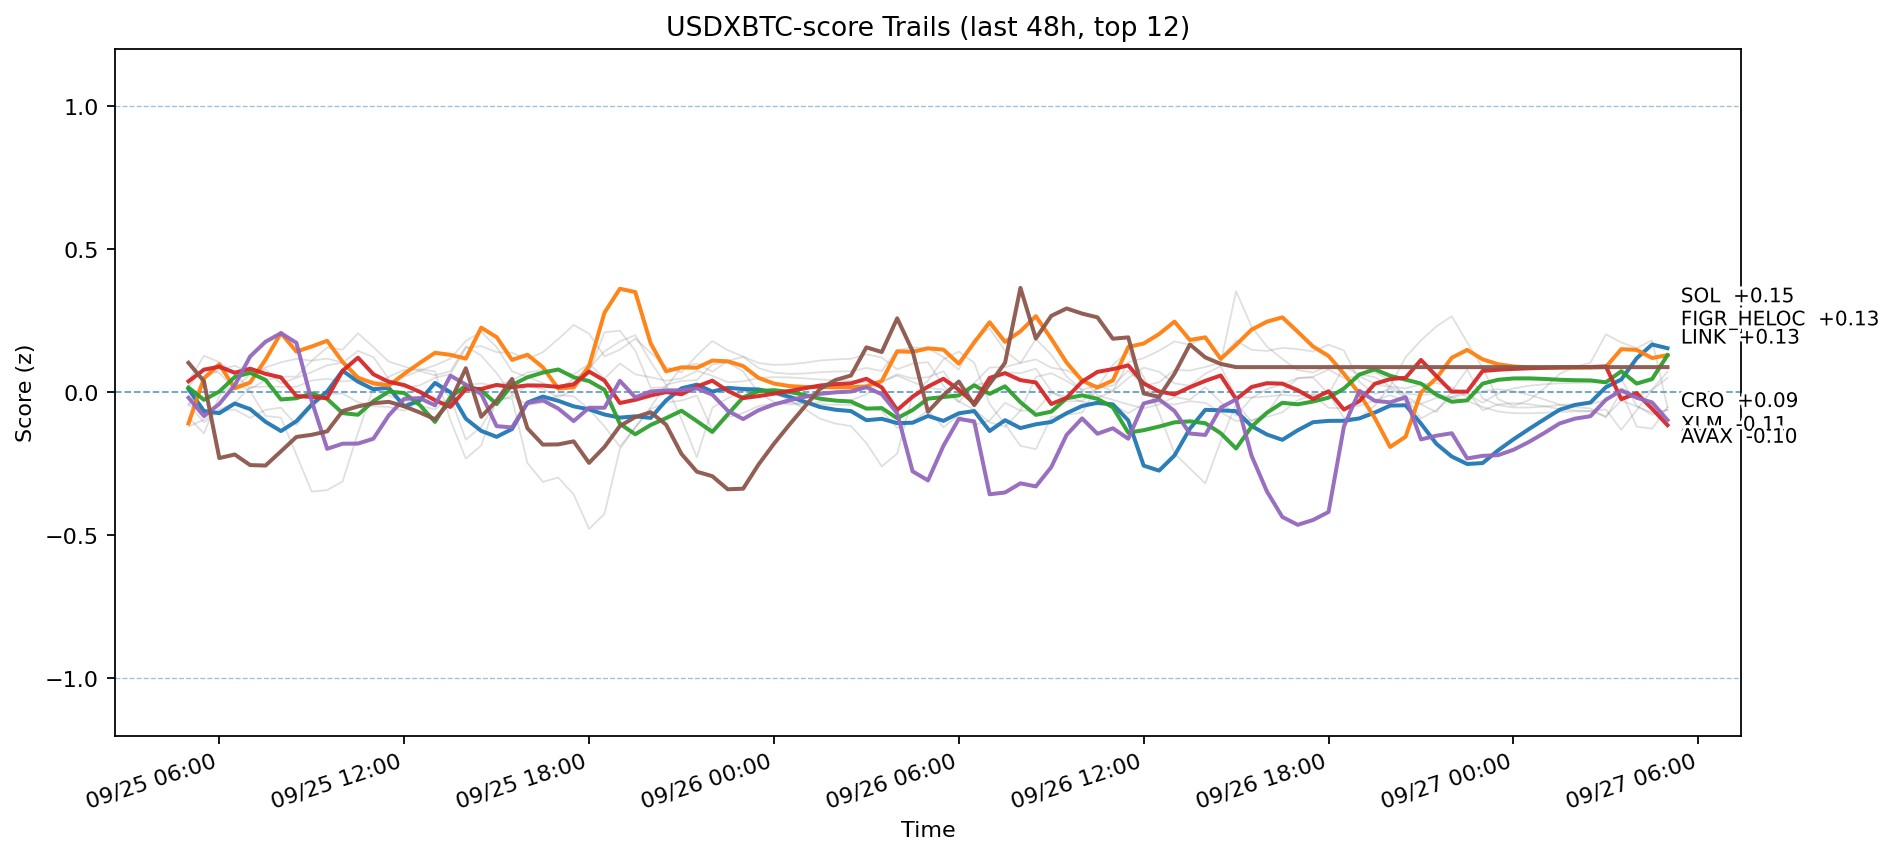 USDXBTC-score Trails (last 48h, top 12)
Score (z)
1.0
0.5
0.0
−0.5
−1.0
SOL +0.15
FIGR_HELOC +0.13
LINK +0.13
CRO +0.09
XLM -0.11
AVAX -0.10
09/25 06:00
09/25 12:00
09/25 18:00
09/26 00:00
09/26 06:00
09/26 12:00
09/26 18:00
09/27 00:00
09/27 06:00
Time